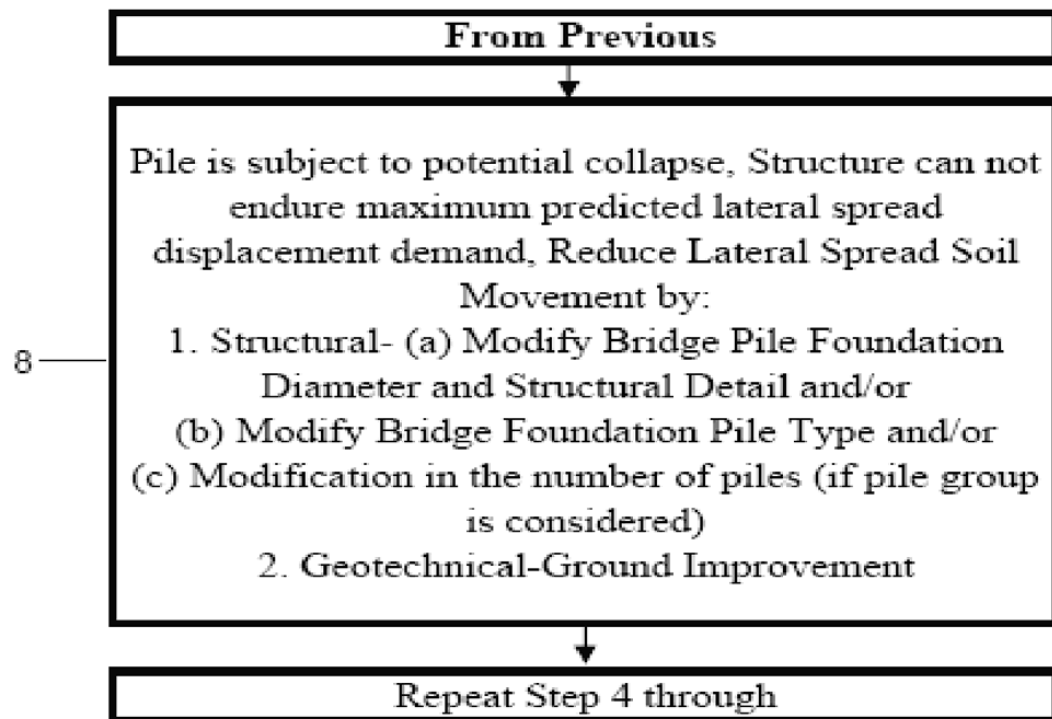 From Previous
Pile is subject to potential collapse, Structure can not
endure maximum predicted lateral spread
displacement demand, Reduce Lateral Spread Soil
Movement by:
1. Structural- (a) Modify Bridge Pile Foundation
Diameter and Structural Detail and/or
(b) Modify Bridge Foundation Pile Type and/or
8
(c) Modification in the number of piles (if pile group
is considered)
2. Geotechnical-Ground Improvement
Repeat Step 4 through